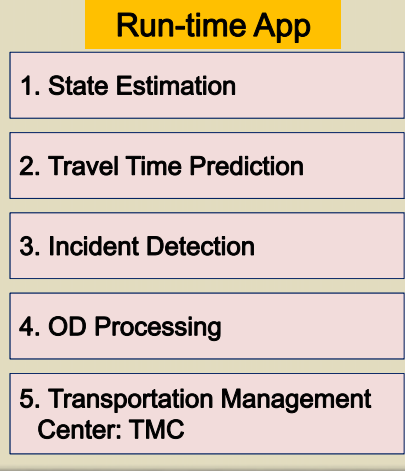 Run-time App
1. State Estimation
2. Travel Time Prediction
3. Incident Detection
4. OD Processing
5. Transportation Management
Center: TMC